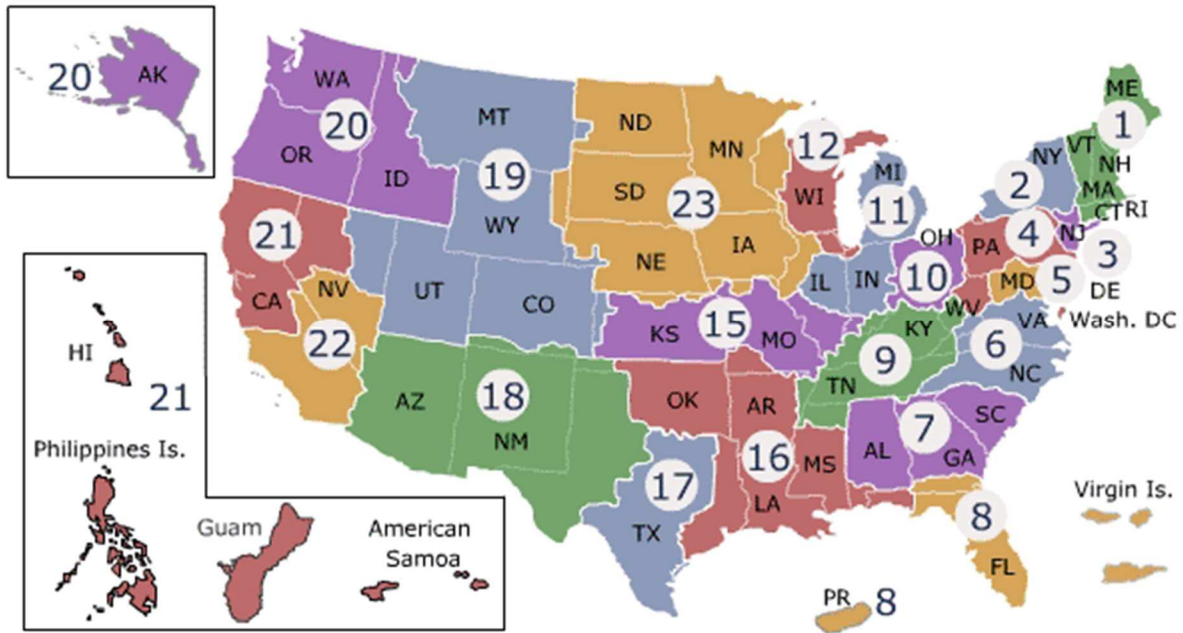 20
AK
WA
20
OR
ID
MT
19
WY
ND
MN
SD
23
NE
IA
12
WI
MI
11
ME
1
VT
NH
NY
2
MA
CT
RI
NJ
3
4
PA
OH
10
MD
5
DE
Wash. DC
WV
VA
6
NC
IL
IN
21
CA
NV
22
UT
CO
KS
15
MO
KY
9
TN
AZ
18
NM
OK
AR
16
LA
MS
AL
7
SC
GA
17
TX
8
FL
PR
8
Virgin Is.
HI
21
Philippines Is.
Guam
American
Samoa